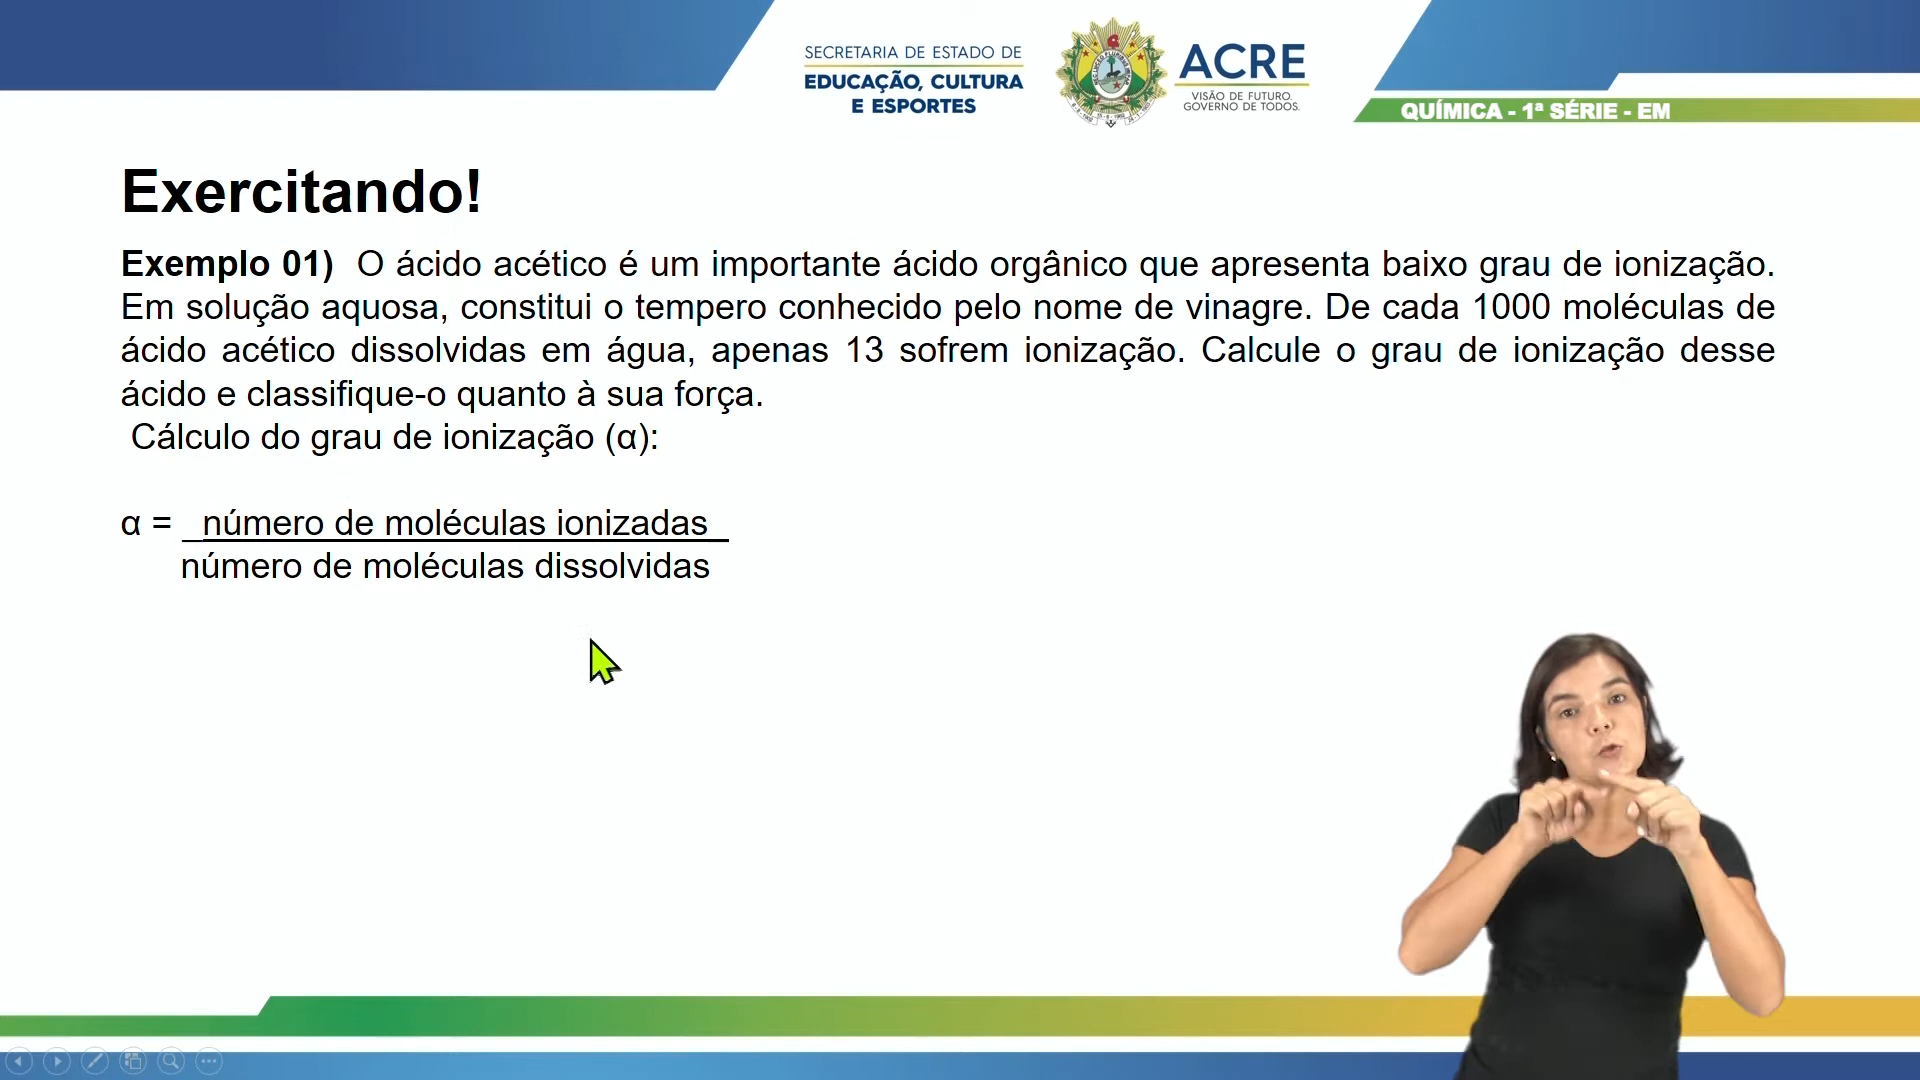 SECRETARIA DE ESTADO DE
EDUCAÇÃO, CULTURA
E ESPORTES
ACRE
VISÃO DE FUTURO.
GOVERNO DE TODOS.
QUÍMICA - 1ª SÉRIE - EM
Exercitando!
Exemplo 01) O ácido acético é um importante ácido orgânico que apresenta baixo grau de ionização.
Em solução aquosa, constitui o tempero conhecido pelo nome de vinagre. De cada 1000 moléculas de
ácido acético dissolvidas em água, apenas 13 sofrem ionização. Calcule o grau de ionização desse
ácido e classifique-o quanto à sua força.
Cálculo do grau de ionização (α):
α = número de moléculas ionizadas
número de moléculas dissolvidas